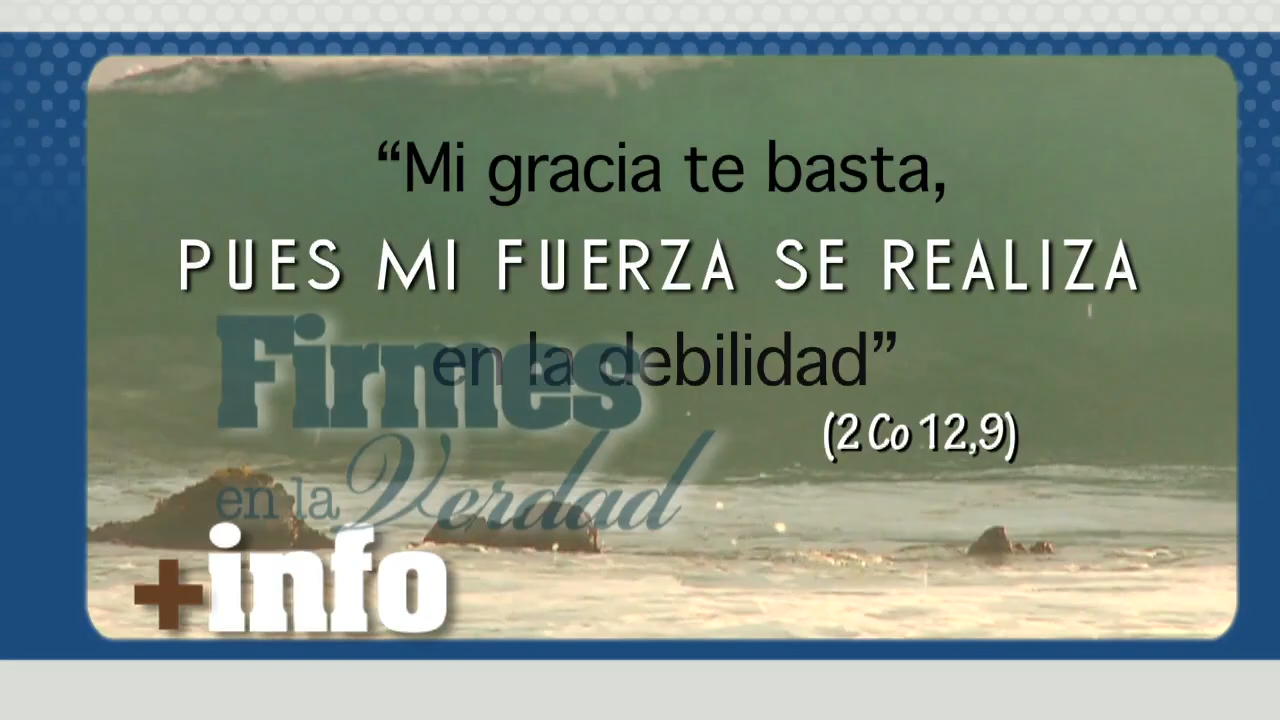 “Mi gracia te basta,
PUES MI FUERZA SE REALIZA
en la debilidad”
(2 Co 12,9)
Firmes
en la Verdad
+info